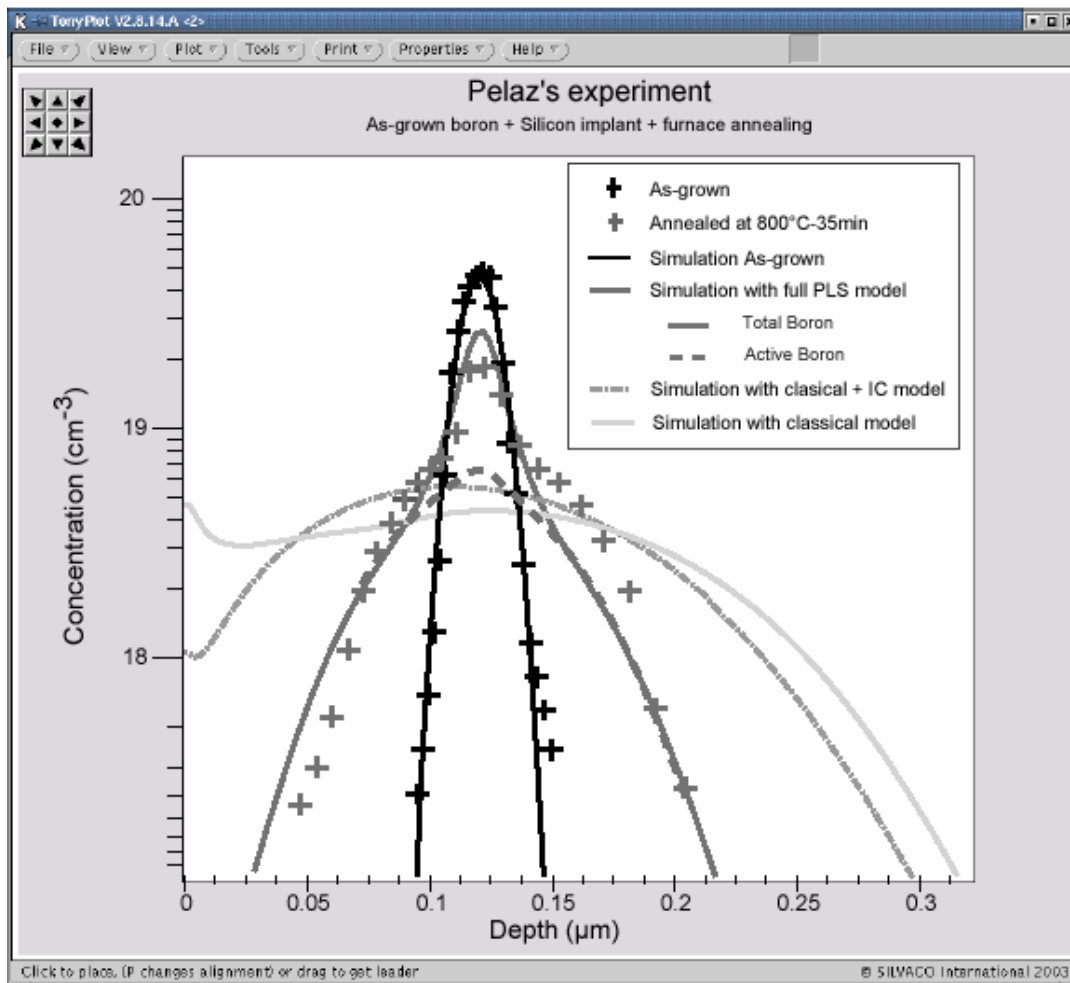 TonyPlot V2.8.14.A <2>
File View Plot Tools Print Properties Help
Pelaz's experiment
As-grown boron + Silicon implant + furnace annealing
As-grown
Annealed at 800°C-35min
Simulation As-grown
Simulation with full PLS model
Total Boron
Active Boron
Simulation with clasical + IC model
Simulation with classical model
Concentration (cm-3)
20
19
18
0 0.05 0.1 0.15 0.2 0.25 0.3
Depth (µm)
Click to place, (P changes alignment) or drag to get leader © SILVACO International 2003